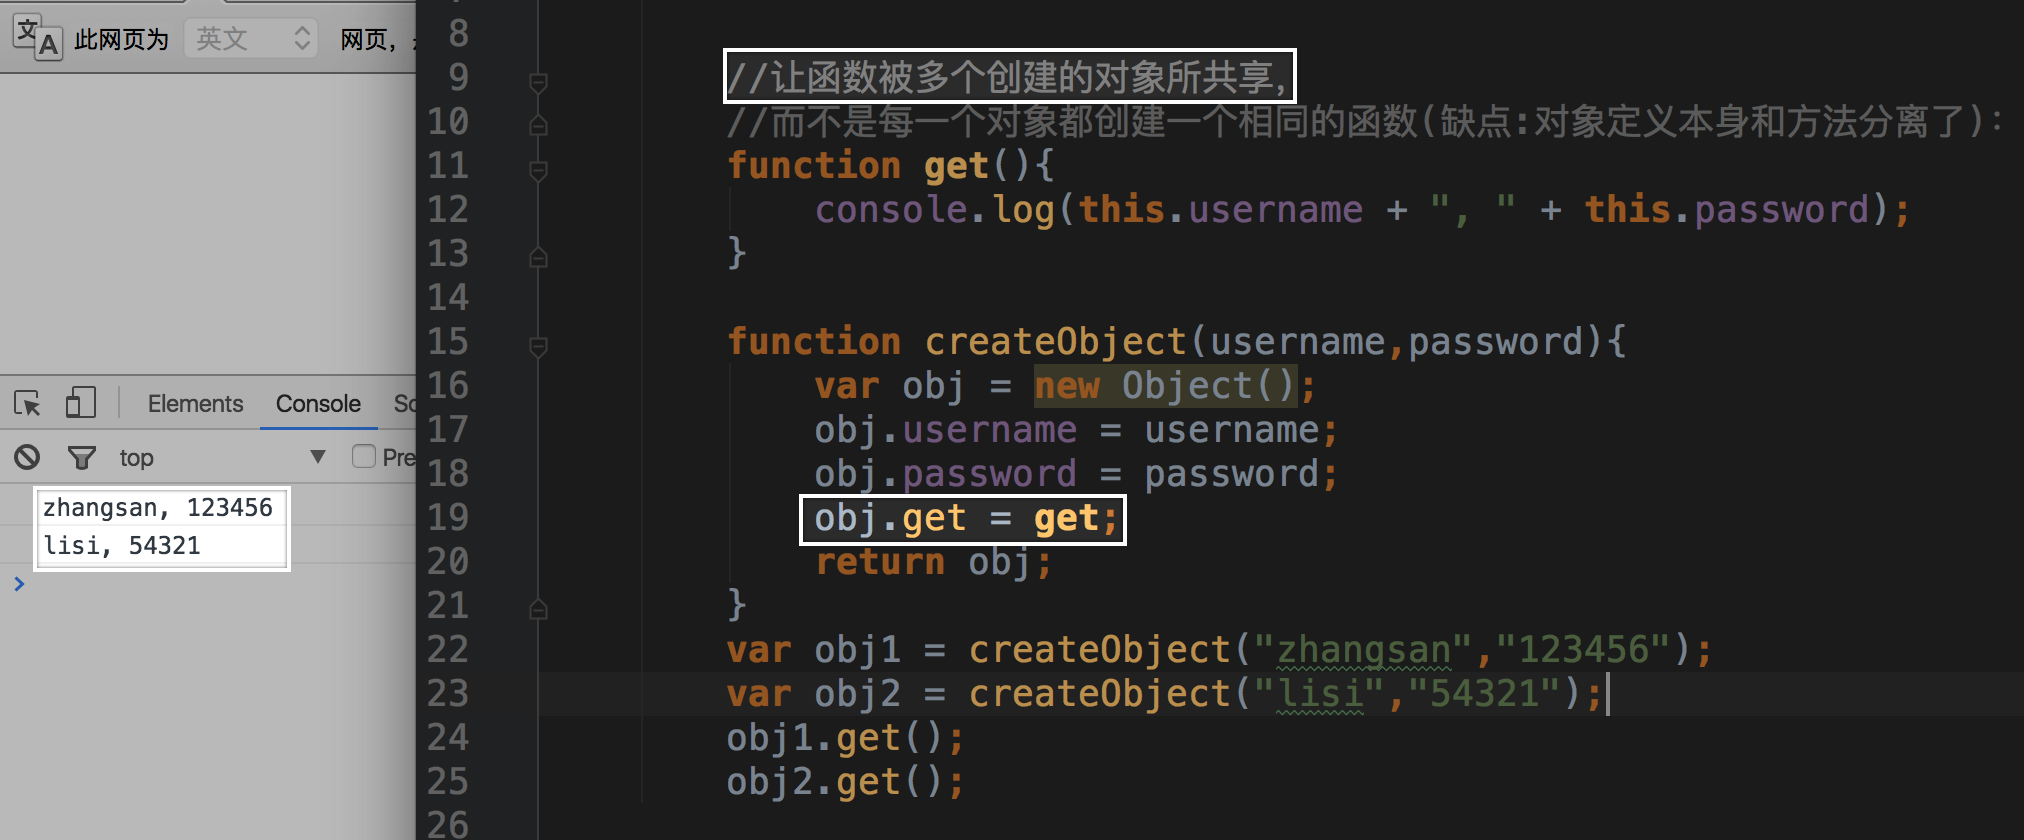 文A 此网页为 英文 网页，
Elements Console
top Pre
zhangsan, 123456
lisi, 54321
>
8
9 //让函数被多个创建的对象所共享,
10 //而不是每一个对象都创建一个相同的函数(缺点:对象定义本身和方法分离了):
11 function get(){
12 console.log(this.username + ", " + this.password);
13 }
14
15 function createObject(username,password){
16 var obj = new Object();
17 obj.username = username;
18 obj.password = password;
19 obj.get = get;
20 return obj;
21 }
22 var obj1 = createObject("zhangsan","123456");
23 var obj2 = createObject("lisi","54321");
24 obj1.get();
25 obj2.get();
26